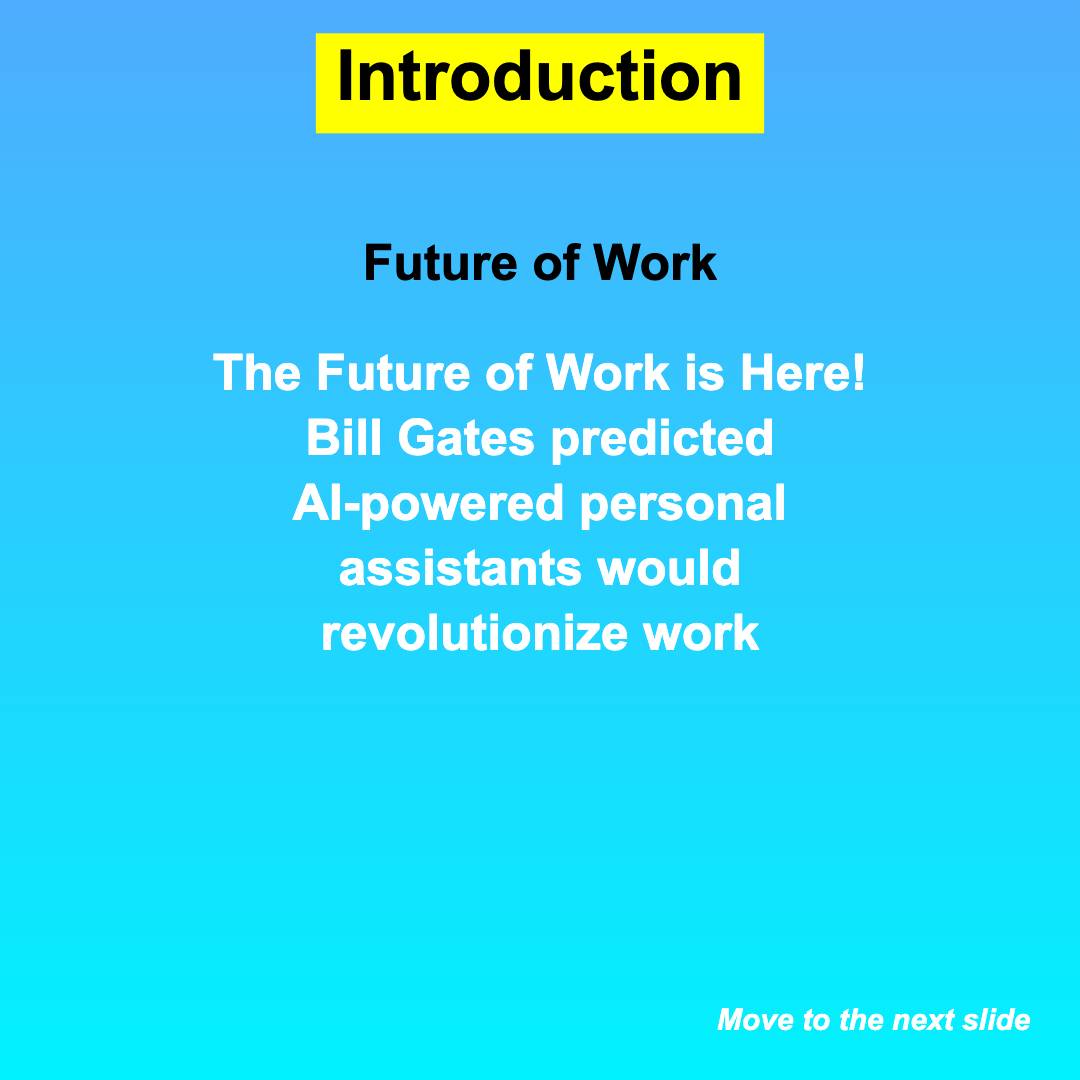 Introduction
Future of Work
The Future of Work is Here!
Bill Gates predicted
AI-powered personal
assistants would
revolutionize work
Move to the next slide